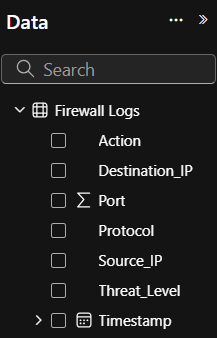 Data
Search
Firewall Logs
Action
Destination_IP
Port
Protocol
Source_IP
Threat_Level
Timestamp